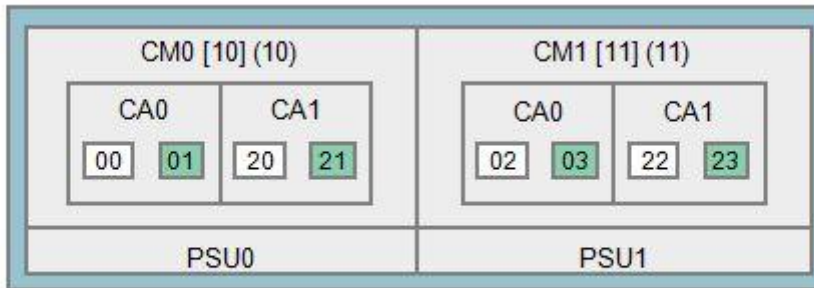 CM0 [10] (10) CM1 [11] (11)
CA0 CA1 CA0 CA1
00 01 20 21 02 03 22 23
PSU0 PSU1